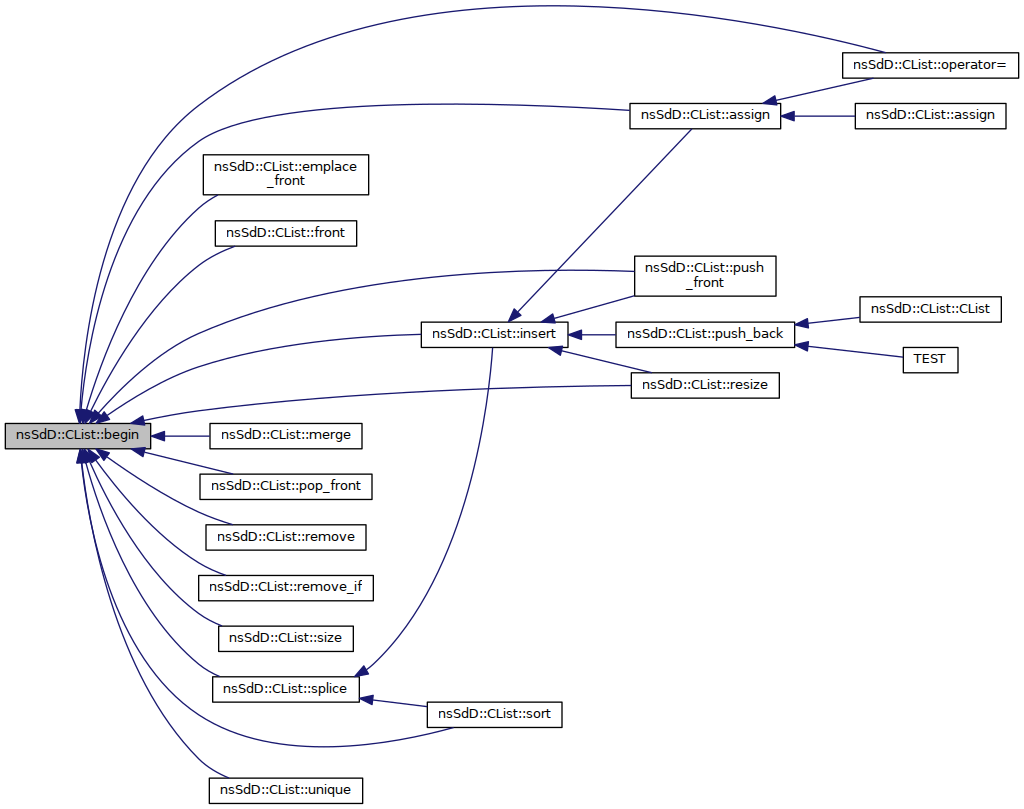 nsSdD::CList::operator=
nsSdD::CList::assign
nsSdD::CList::assign
nsSdD::CList::emplace
_front
nsSdD::CList::front
nsSdD::CList::push
_front
nsSdD::CList::CList
nsSdD::CList::insert
nsSdD::CList::push_back
TEST
nsSdD::CList::resize
nsSdD::CList::begin
nsSdD::CList::merge
nsSdD::CList::pop_front
nsSdD::CList::remove
nsSdD::CList::remove_if
nsSdD::CList::size
nsSdD::CList::splice
nsSdD::CList::sort
nsSdD::CList::unique